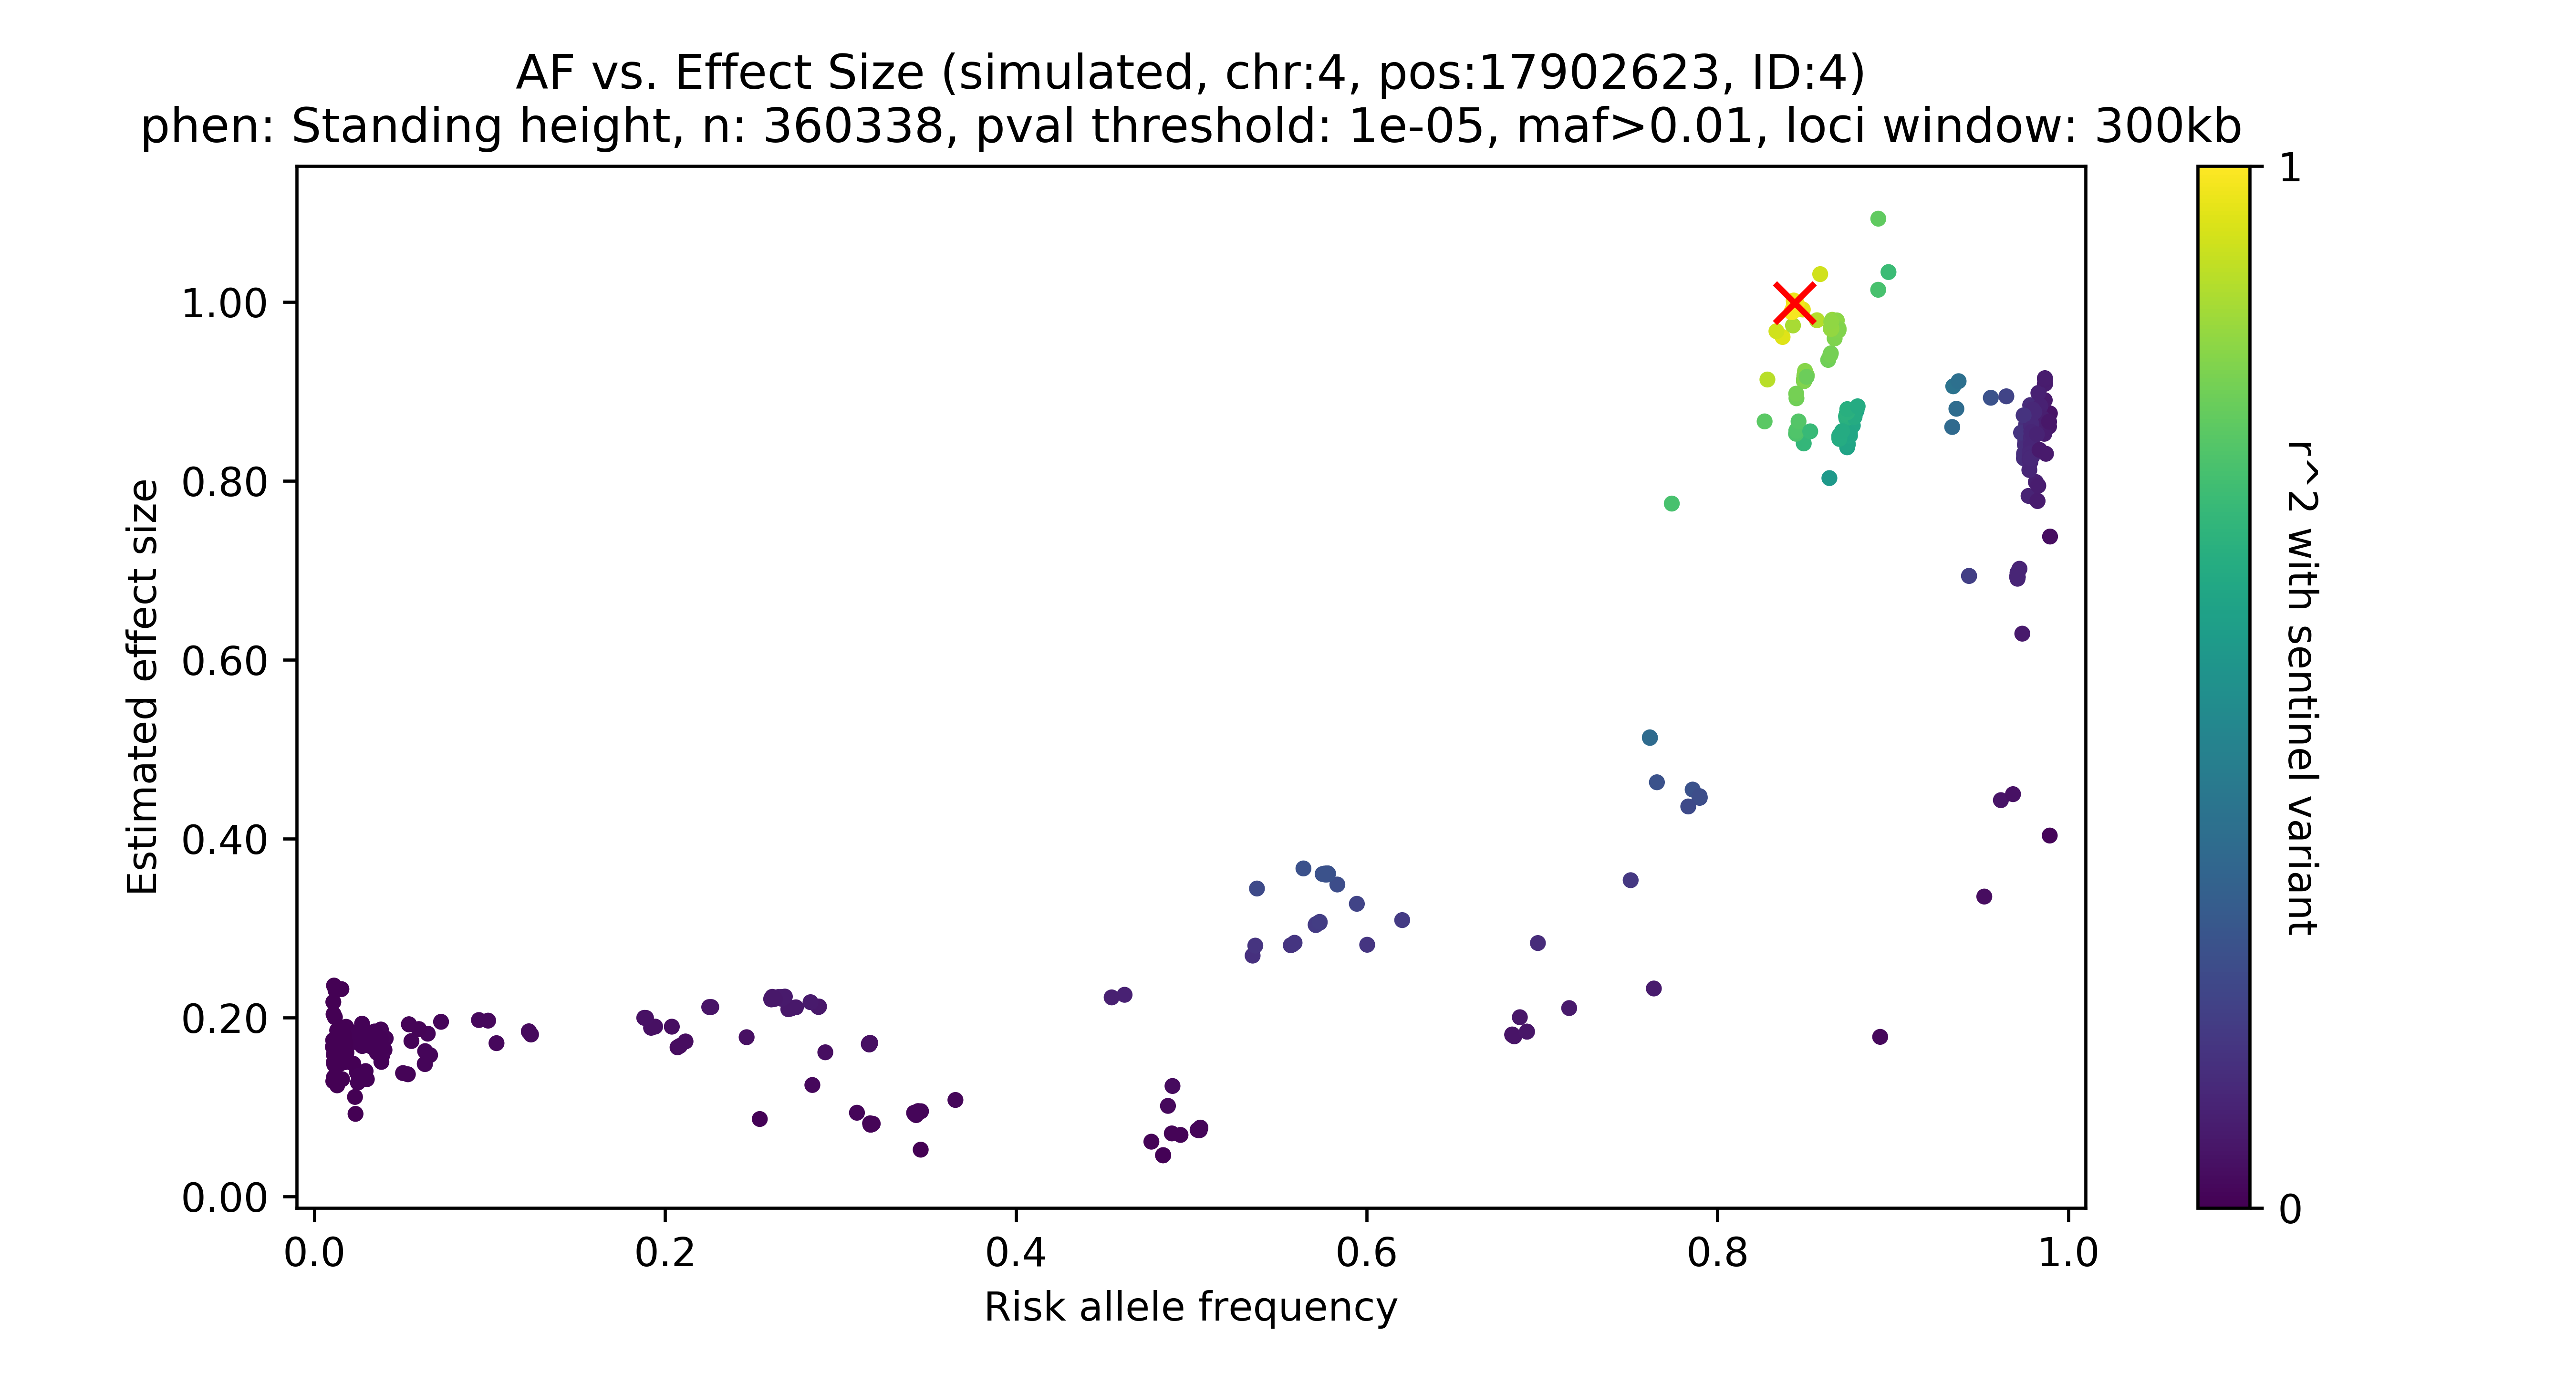 AF vs. Effect Size (simulated, chr:4, pos:17902623, ID:4)
phen: Standing height, n: 360338, pval threshold: 1e-05, maf>0.01, loci window: 300kb
1
1.00
0.80
0.60
0.40
0.20
0.00
Estimated effect size
r^2 with sentinel variant
0
0.0 0.2 0.4 0.6 0.8 1.0
Risk allele frequency